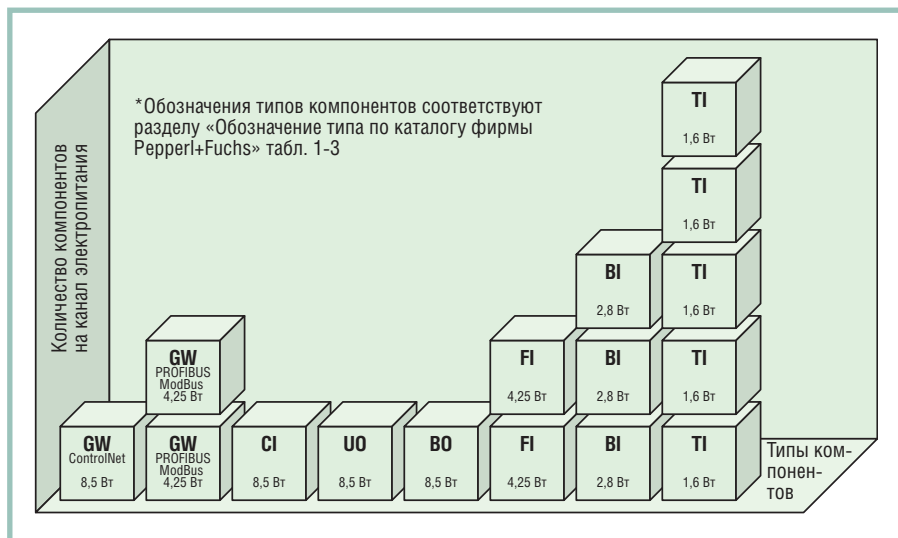 *Обозначения типов компонентов соответствуют
разделу «Обозначение типа по каталогу фирмы
Pepperl+Fuchs» табл. 1-3
Количество компонентов
на канал электропитания
TI
1,6 Вт
TI
1,6 Вт
BI
2,8 Вт
TI
1,6 Вт
GW
PROFIBUS
ModBus
4,25 Вт
FI
4,25 Вт
BI
2,8 Вт
TI
1,6 Вт
GW
ControlNet
8,5 Вт
GW
PROFIBUS
ModBus
4,25 Вт
CI
8,5 Вт
UO
8,5 Вт
BO
8,5 Вт
FI
4,25 Вт
BI
2,8 Вт
TI
1,6 Вт
Типы ком-
понен-
тов